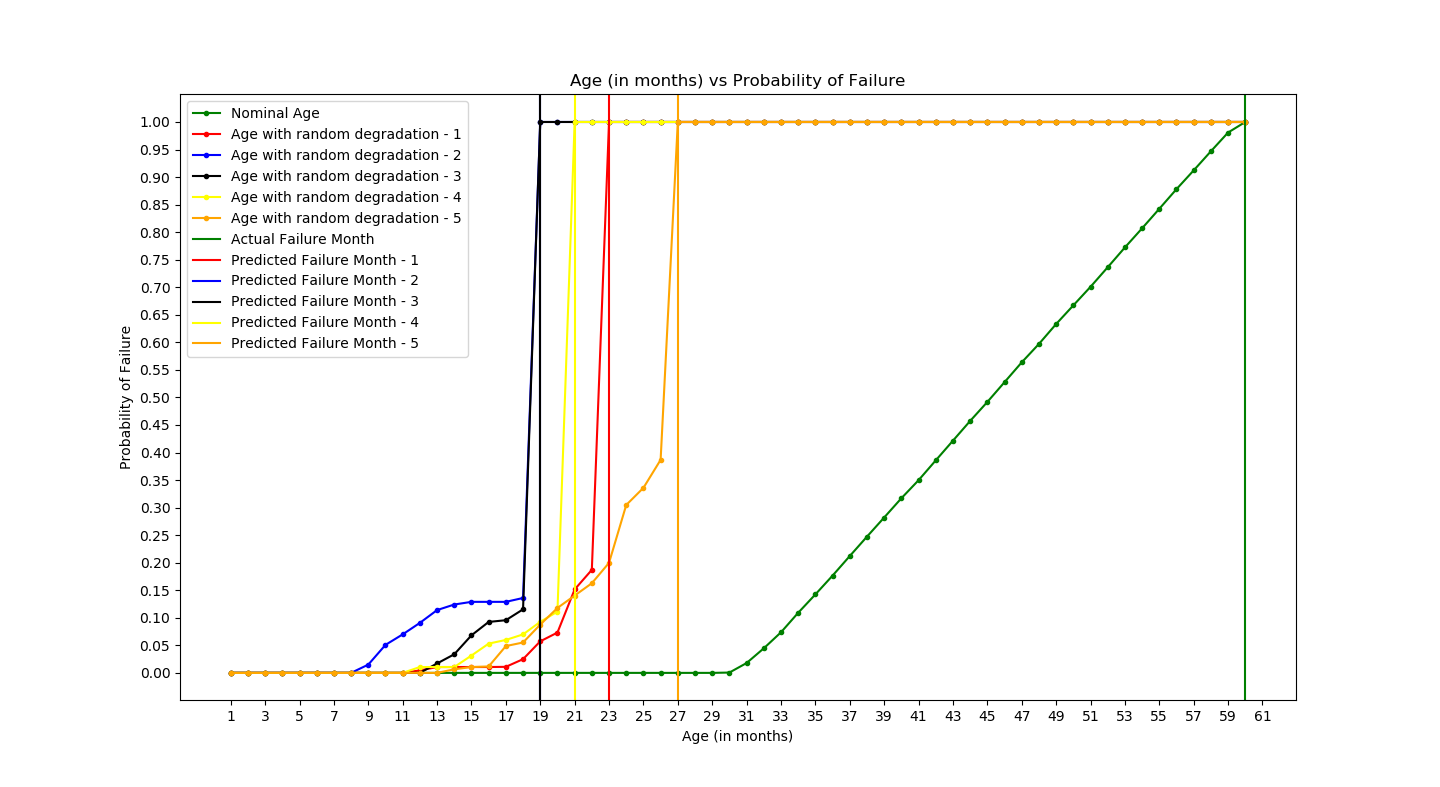 Age (in months) vs Probability of Failure
Nominal Age
Age with random degradation - 1
Age with random degradation - 2
Age with random degradation - 3
Age with random degradation - 4
Age with random degradation - 5
Actual Failure Month
Predicted Failure Month - 1
Predicted Failure Month - 2
Predicted Failure Month - 3
Predicted Failure Month - 4
Predicted Failure Month - 5
Probability of Failure
1.00
0.95
0.90
0.85
0.80
0.75
0.70
0.65
0.60
0.55
0.50
0.45
0.40
0.35
0.30
0.25
0.20
0.15
0.10
0.05
0.00
1 3 5 7 9 11 13 15 17 19 21 23 25 27 29 31 33 35 37 39 41 43 45 47 49 51 53 55 57 59 61
Age (in months)